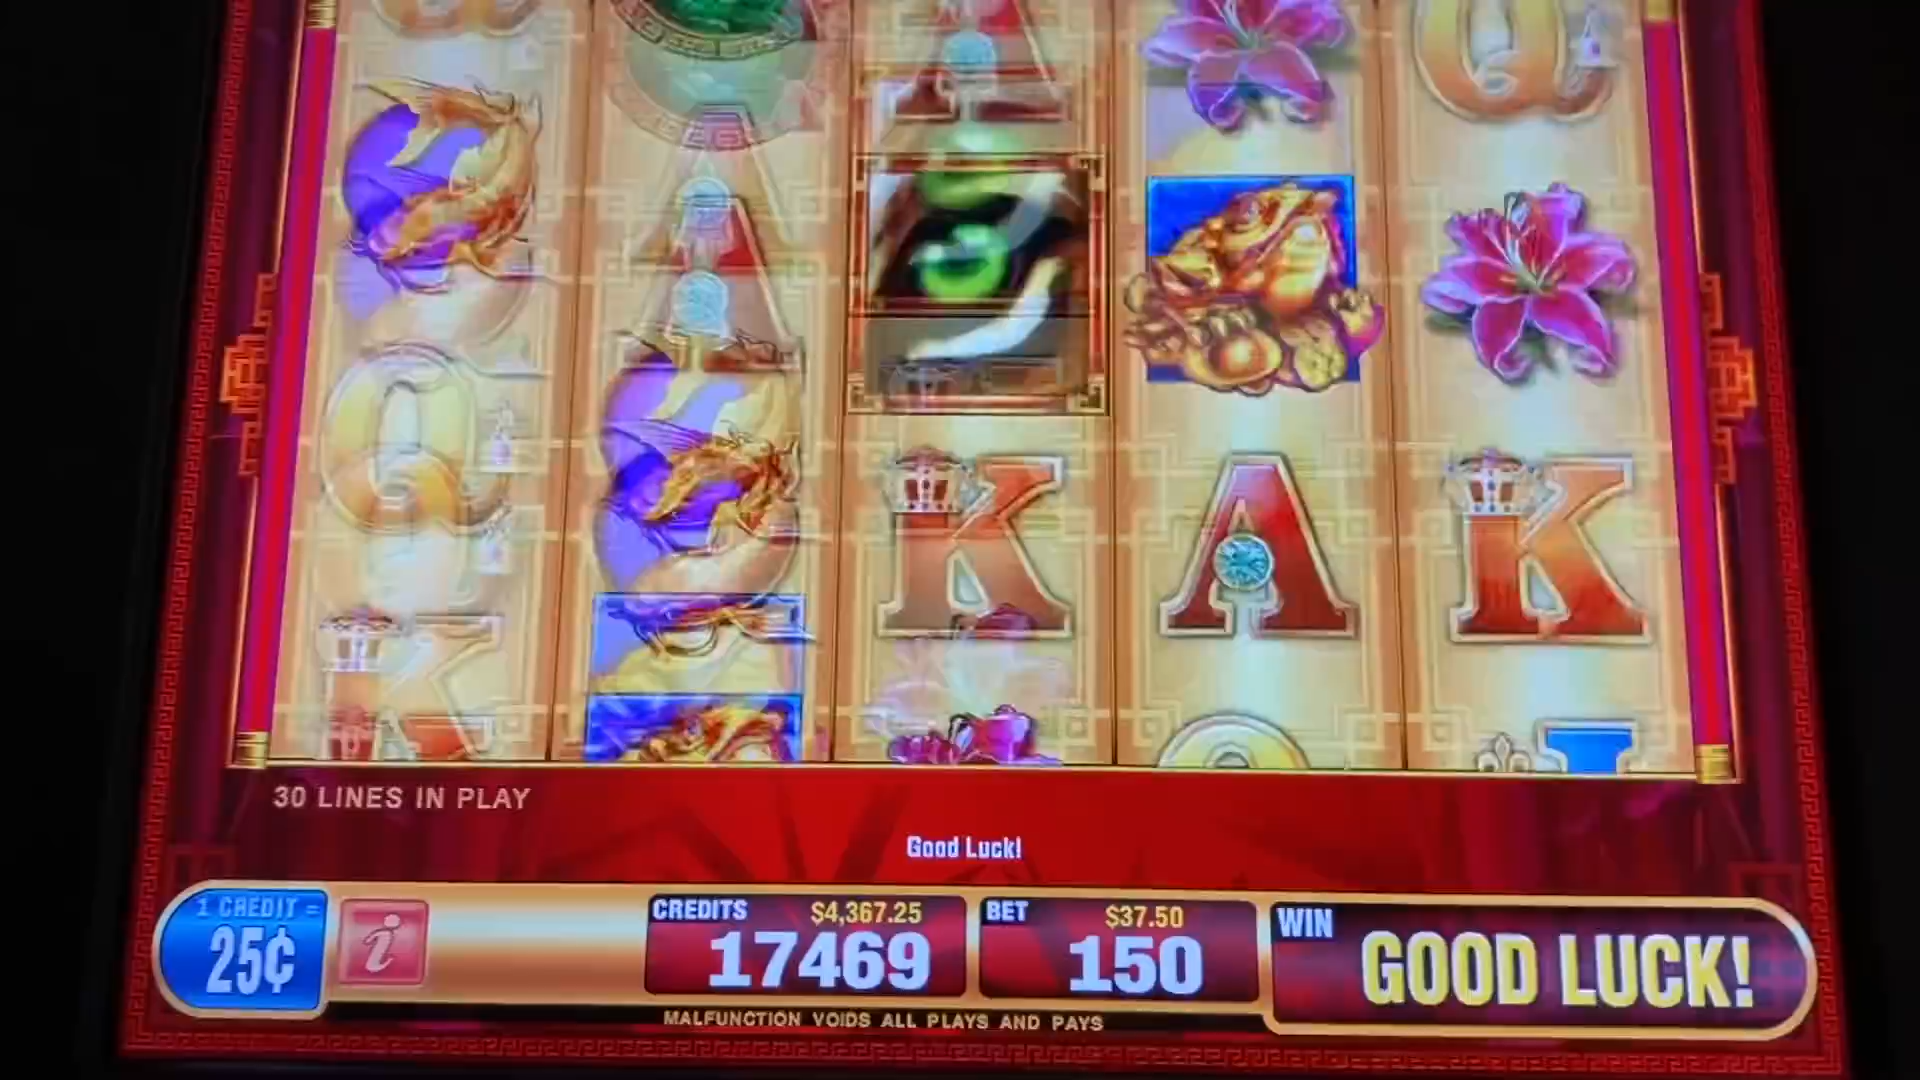 Q
A
A
Q
Q
A
K
A
K
K
30 LINES IN PLAY
Good Luck!
1 CREDIT =
25¢
i
CREDITS $4,367.25
17469
BET $37.50
150
WIN
GOOD LUCK!
MALFUNCTION VOIDS ALL PLAYS AND PAYS